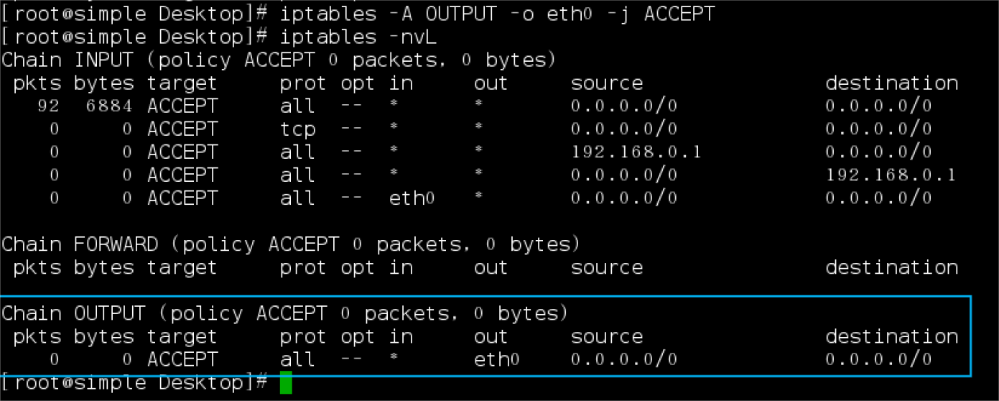 [root@simple Desktop]# iptables -A OUTPUT -o eth0 -j ACCEPT
[root@simple Desktop]# iptables -nvL
Chain INPUT (policy ACCEPT 0 packets, 0 bytes)
pkts bytes target prot opt in out source destination
92 6884 ACCEPT all -- * * 0.0.0.0/0 0.0.0.0/0
0 0 ACCEPT tcp -- * * 0.0.0.0/0 0.0.0.0/0
0 0 ACCEPT all -- * * 192.168.0.1 0.0.0.0/0
0 0 ACCEPT all -- * * 0.0.0.0/0 192.168.0.1
0 0 ACCEPT all -- eth0 * 0.0.0.0/0 0.0.0.0/0
Chain FORWARD (policy ACCEPT 0 packets, 0 bytes)
pkts bytes target prot opt in out source destination
Chain OUTPUT (policy ACCEPT 0 packets, 0 bytes)
pkts bytes target prot opt in out source destination
0 0 ACCEPT all -- * eth0 0.0.0.0/0 0.0.0.0/0
[root@simple Desktop]#